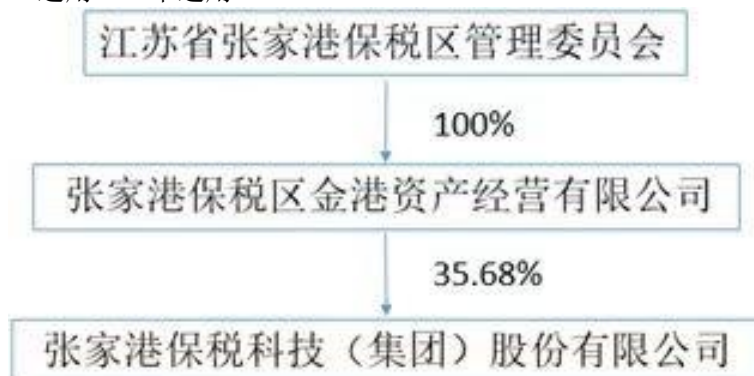 江苏省张家港保税区管理委员会
100%
张家港保税区金港资产经营有限公司
35.68%
张家港保税科技（集团）股份有限公司